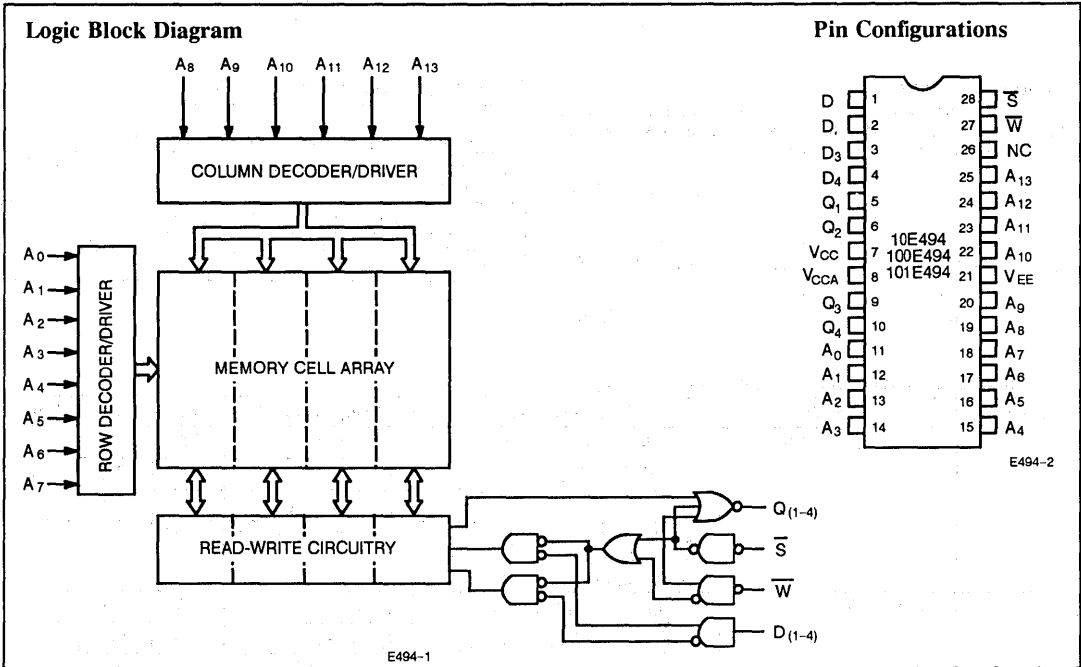 Logic Block Diagram
A8 A9 A10 A11 A12 A13
COLUMN DECODER/DRIVER
A0
A1
A2
A3
A4
A5
A6
A7
ROW DECODER/DRIVER
MEMORY CELL ARRAY
READ-WRITE CIRCUITRY
Q(1-4)
S
W
D(1-4)
E494-1
Pin Configurations
D 1 28 S
D, 2 27 W
D3 3 26 NC
D4 4 25 A13
Q1 5 24 A12
Q2 6 23 A11
VCC 7 22 A10
VCCA 8 21 VEE
Q3 9 20 A9
Q4 10 19 A8
A0 11 18 A7
A1 12 17 A6
A2 13 16 A5
A3 14 15 A4
10E494
100E494
101E494
E494-2